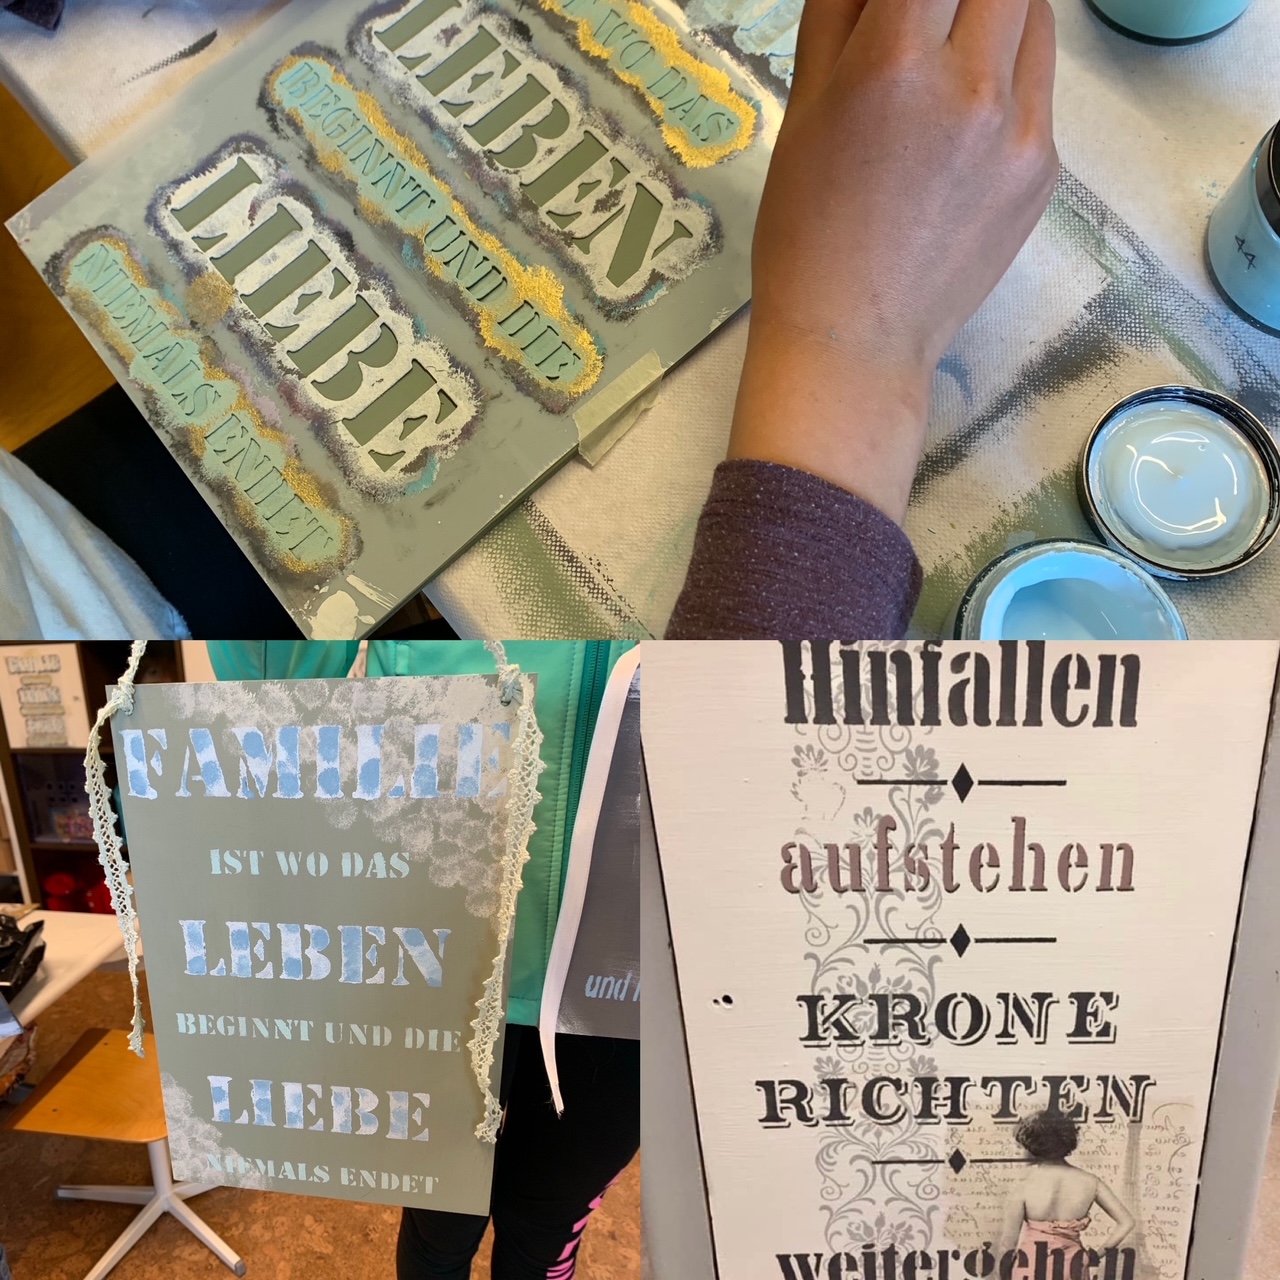 WO DAS
LEBEN
BEGINNT UND DIE
LIEBE
NIEMALS ENDET
FAMILIE
IST WO DAS
LEBEN
BEGINNT UND DIE
LIEBE
NIEMALS ENDET
und
Hinfallen
aufstehen
KRONE
RICHTEN
weitergehen